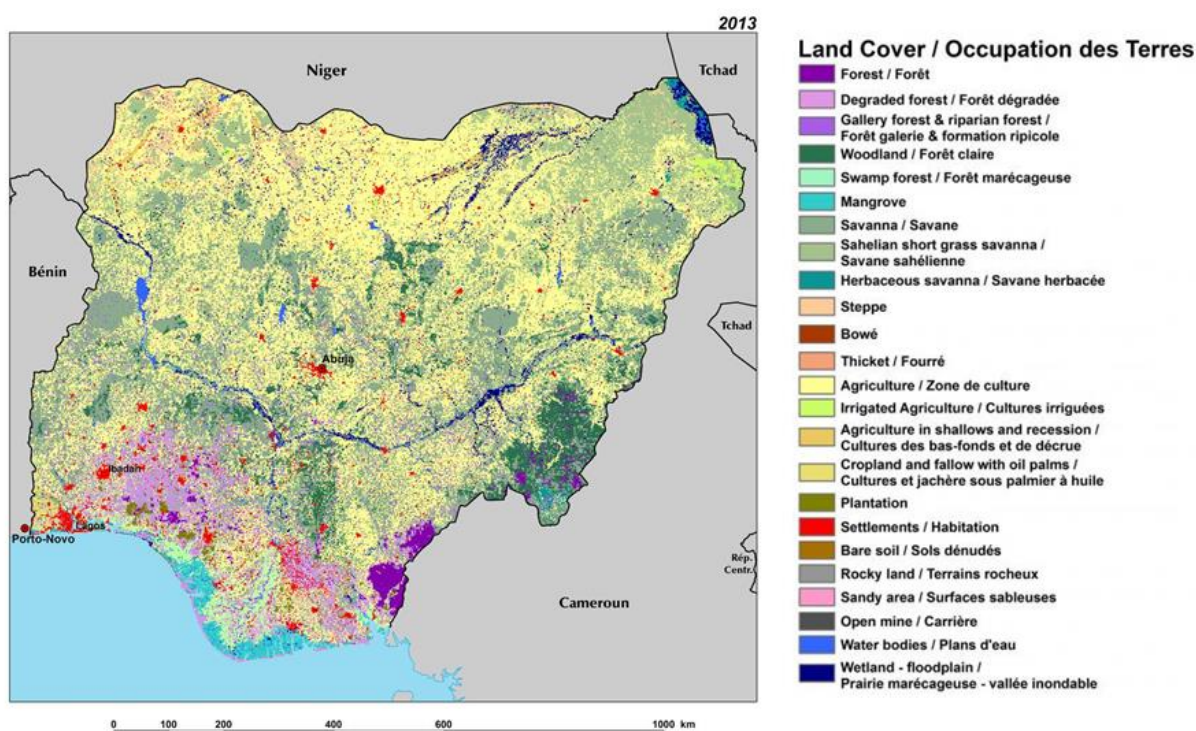 2013
Niger
Tchad
Bénin
Tchad
Abuja
Ibadan
Lagos
Porto-Novo
Rép.
Centr.
Cameroun
0 100 200 400 600 1000 km
Land Cover / Occupation des Terres
Forest / Forêt
Degraded forest / Forêt dégradée
Gallery forest & riparian forest /
Forêt galerie & formation ripicole
Woodland / Forêt claire
Swamp forest / Forêt marécageuse
Mangrove
Savanna / Savane
Sahelian short grass savanna /
Savane sahélienne
Herbaceous savanna / Savane herbacée
Steppe
Bowé
Thicket / Fourré
Agriculture / Zone de culture
Irrigated Agriculture / Cultures irriguées
Agriculture in shallows and recession /
Cultures des bas-fonds et de décrue
Cropland and fallow with oil palms /
Cultures et jachère sous palmier à huile
Plantation
Settlements / Habitation
Bare soil / Sols dénudés
Rocky land / Terrains rocheux
Sandy area / Surfaces sableuses
Open mine / Carrière
Water bodies / Plans d'eau
Wetland - floodplain /
Prairie marécageuse - vallée inondable